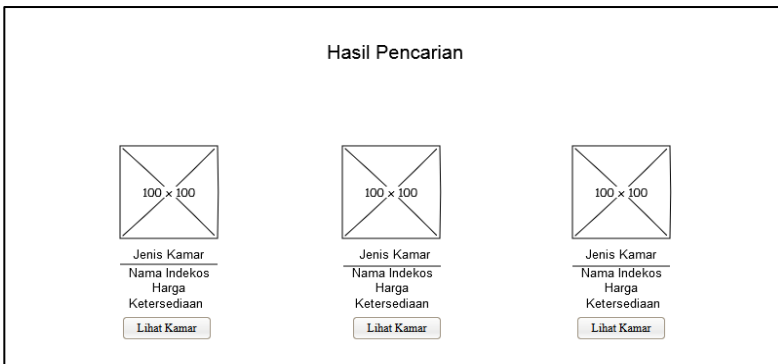 Hasil Pencarian
100 × 100
Jenis Kamar
Nama Indekos
Harga
Ketersediaan
Lihat Kamar
100 × 100
Jenis Kamar
Nama Indekos
Harga
Ketersediaan
Lihat Kamar
100 × 100
Jenis Kamar
Nama Indekos
Harga
Ketersediaan
Lihat Kamar